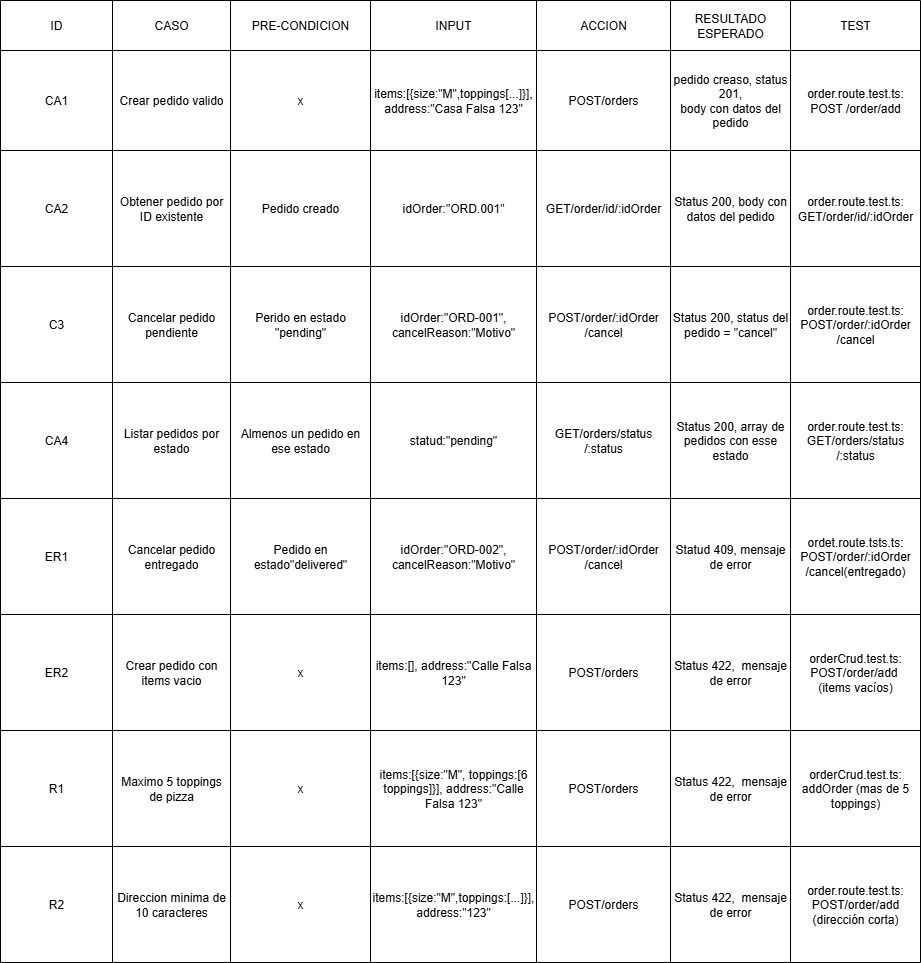 ID
CASO
PRE-CONDICION
INPUT
ACCION
RESULTADO
ESPERADO
TEST
CA1
Crear pedido valido
x
items:[{size:"M",toppings[...]}],
address:"Casa Falsa 123"
POST/orders
pedido creaso, status
201,
body con datos del
pedido
order.route.test.ts:
POST /order/add
CA2
Obtener pedido por
ID existente
Pedido creado
idOrder:"ORD.001"
GET/order/id/:idOrder
Status 200, body con
datos del pedido
order.route.test.ts:
GET/order/id/:idOrder
C3
Cancelar pedido
pendiente
Perido en estado
"pending"
idOrder:"ORD-001",
cancelReason:"Motivo"
POST/order/:idOrder
/cancel
Status 200, status del
pedido = "cancel"
order.route.test.ts:
POST/order/:idOrder
/cancel
CA4
Listar pedidos por
estado
Almenos un pedido en
ese estado
statud:"pending"
GET/orders/status
/:status
Status 200, array de
pedidos con esse
estado
order.route.test.ts:
GET/orders/status
/:status
ER1
Cancelar pedido
entregado
Pedido en
estado"delivered"
idOrder:"ORD-002",
cancelReason:"Motivo"
POST/order/:idOrder
/cancel
Statud 409, mensaje
de error
ordet.route.tsts.ts:
POST/order/:idOrder
/cancel(entregado)
ER2
Crear pedido con
items vacio
x
items:[], address:"Calle Falsa
123"
POST/orders
Status 422,  mensaje
de error
orderCrud.test.ts:
POST/order/add
(items vacíos)
R1
Maximo 5 toppings
de pizza
x
items:[{size:"M", toppings:[6
toppings]}], address:"Calle
Falsa 123"
POST/orders
Status 422,  mensaje
de error
orderCrud.test.ts:
addOrder (mas de 5
toppings)
R2
Direccion minima de
10 caracteres
x
items:[{size:"M",toppings:[...]}],
address:"123"
POST/orders
Status 422,  mensaje
de error
order.route.test.ts:
POST/order/add
(dirección corta)